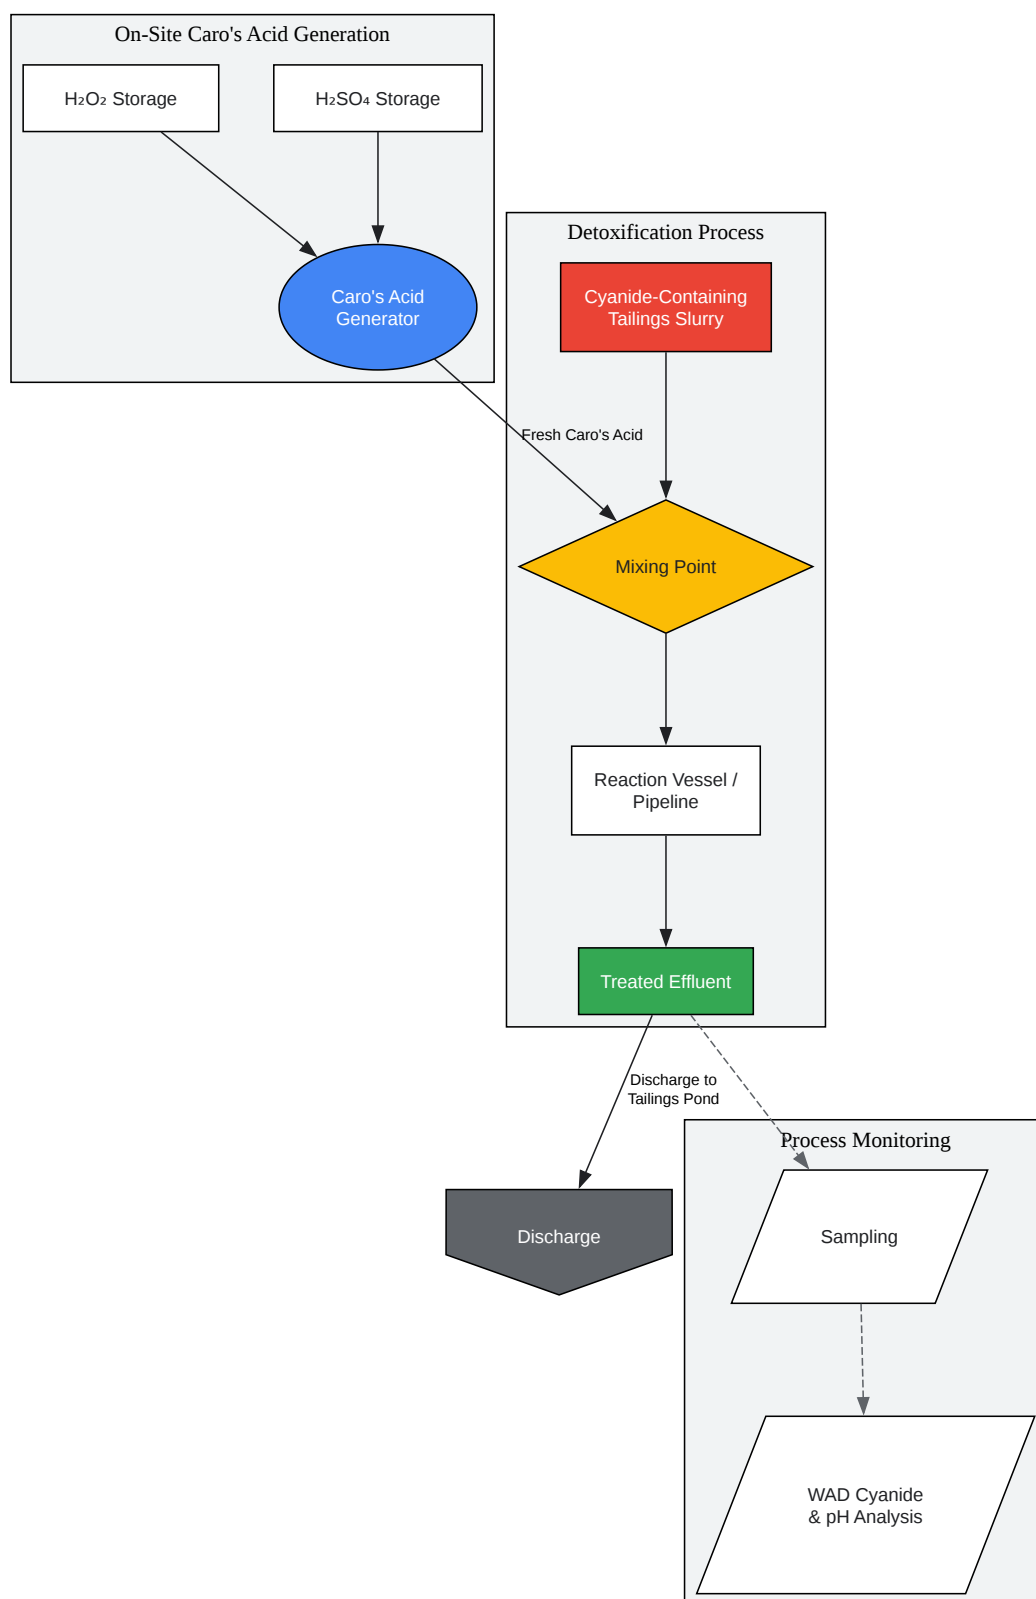 On-Site Caro's Acid Generation
H₂O₂ Storage
H₂SO₄ Storage
Caro's Acid
Generator
Detoxification Process
Cyanide-Containing
Tailings Slurry
Fresh Caro's Acid
Mixing Point
Reaction Vessel /
Pipeline
Treated Effluent
Discharge to
Tailings Pond
Discharge
Process Monitoring
Sampling
WAD Cyanide
& pH Analysis